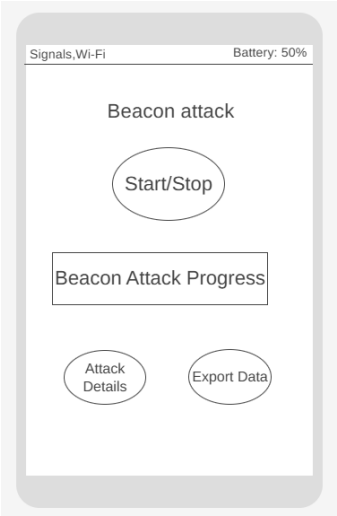 Signals,Wi-Fi Battery: 50%
Beacon attack
Start/Stop
Beacon Attack Progress
Attack
Details
Export Data